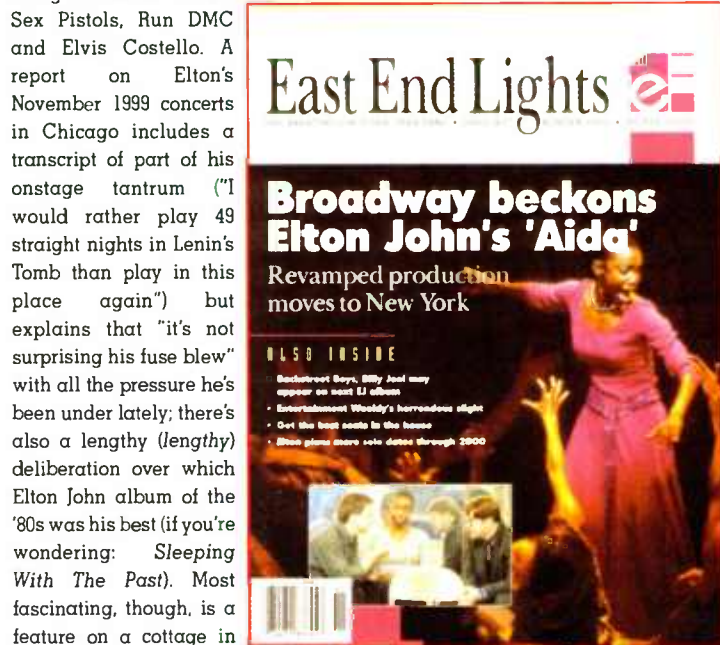 Sex Pistols, Run DMC
and Elvis Costello. A
report on Elton's
November 1999 concerts
in Chicago includes a
transcript of part of his
onstage tantrum ("I
would rather play 49
straight nights in Lenin's
Tomb than play in this
place again") but
explains that "it's not
surprising his fuse blew"
with all the pressure he's
been under lately; there's
also a lengthy (lengthy)
deliberation over which
Elton John album of the
'80s was his best (if you're
wondering: Sleeping
With The Past). Most
fascinating, though, is a
feature on a cottage in
East End Lights
Broadway beckons
Elton John's 'Aida'
Revamped production
moves to New York
ALSO INSIDE
Backstreet Boys, Billy Joel may
appear on next EJ album
• Entertainment Weekly's horrendous slight
• Get the best seats in the house
• Elton plans more solo dates through 2000